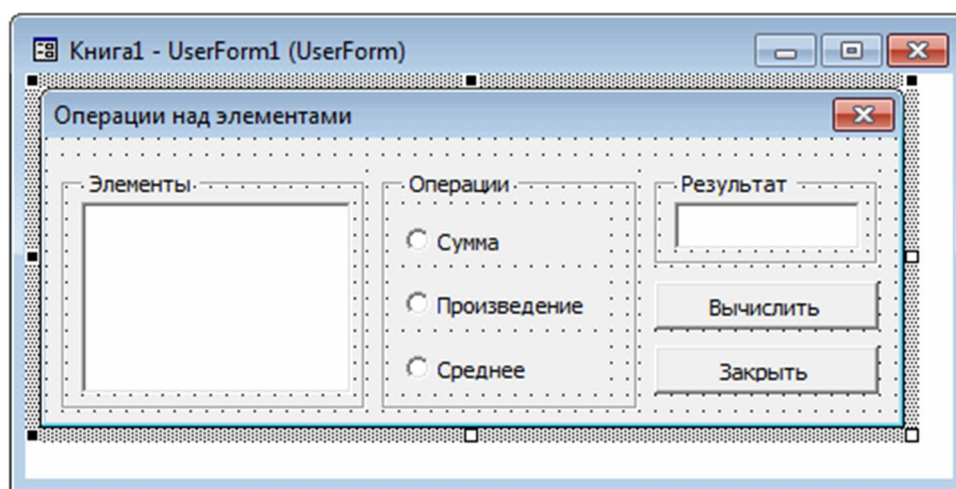 Книга1 - UserForm1 (UserForm)
Операции над элементами
Элементы
Операции
Сумма
Произведение
Среднее
Результат
Вычислить
Закрыть